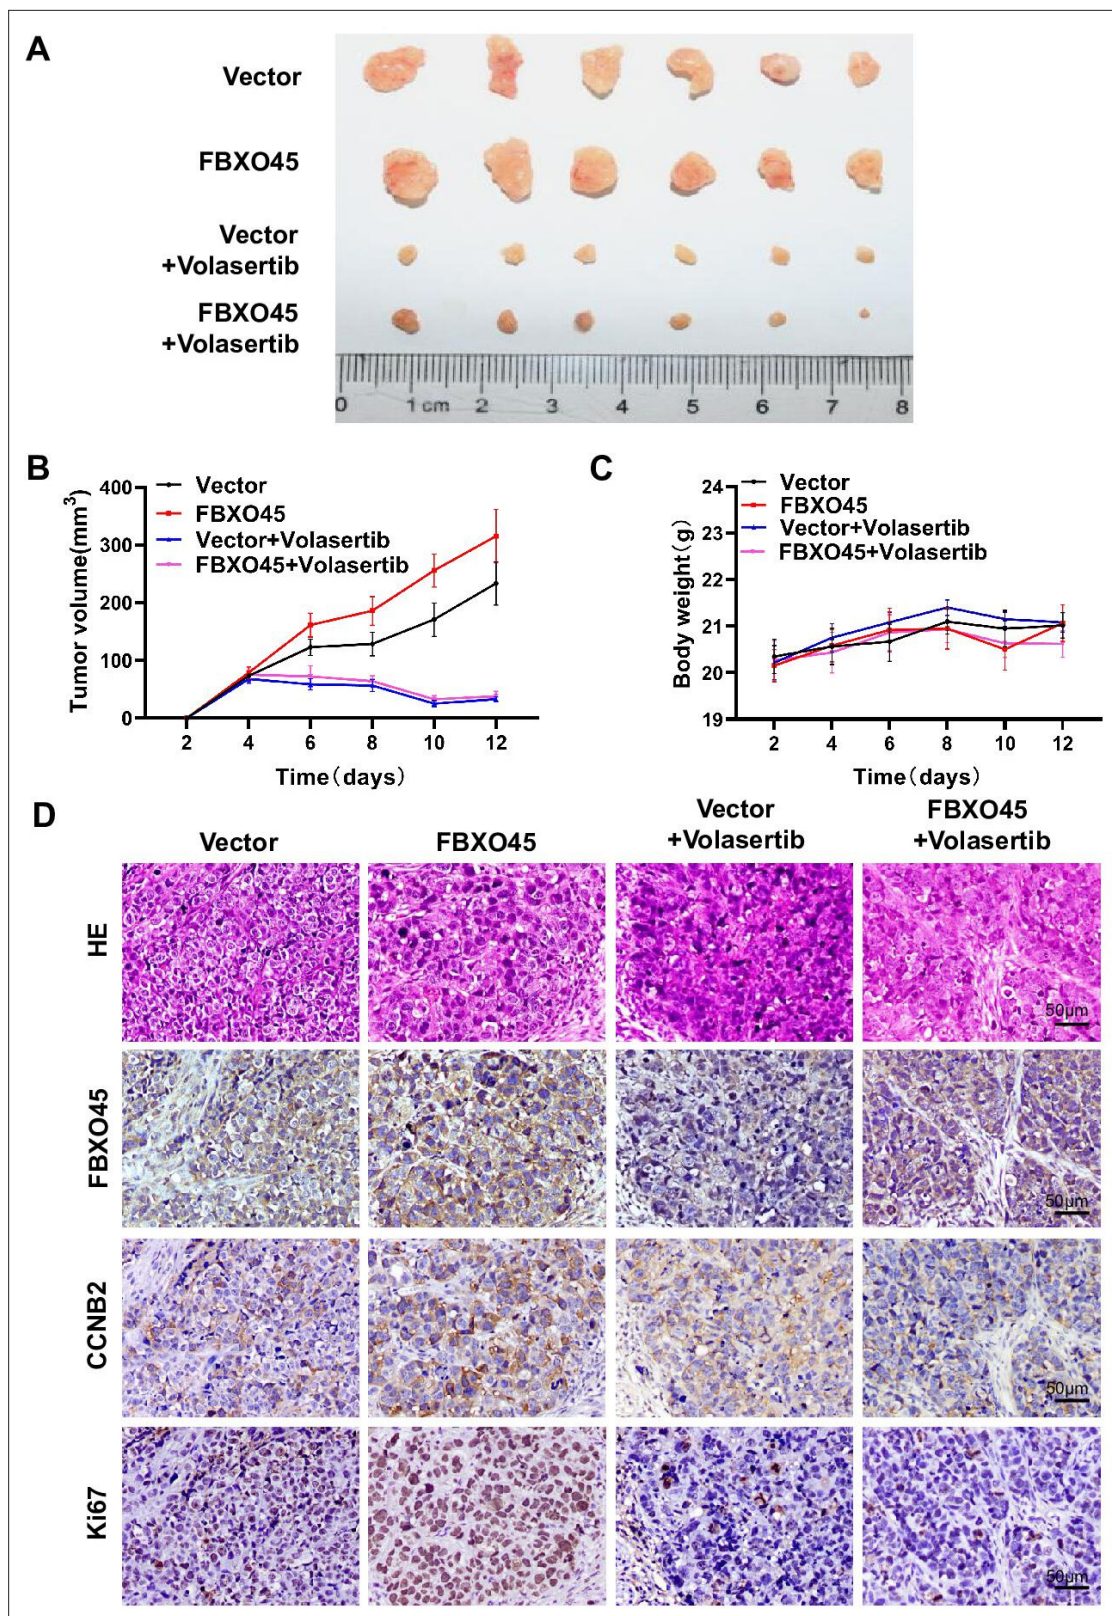 A
Vector
FBXO45
Vector
+Volasertib
FBXO45
+Volasertib
0 1 cm 2 3 4 5 6 7 8
B
Tumor volume(mm³)
400
300
200
100
0
Vector
FBXO45
Vector+Volasertib
FBXO45+Volasertib
2 4 6 8 10 12
Time(days)
C
Body weight(g)
24
23
22
21
20
19
Vector
FBXO45
Vector+Volasertib
FBXO45+Volasertib
2 4 6 8 10 12
Time(days)
D
Vector
FBXO45
Vector
+Volasertib
FBXO45
+Volasertib
HE
50μm
FBXO45
50μm
CCNB2
50μm
Ki67
50μm